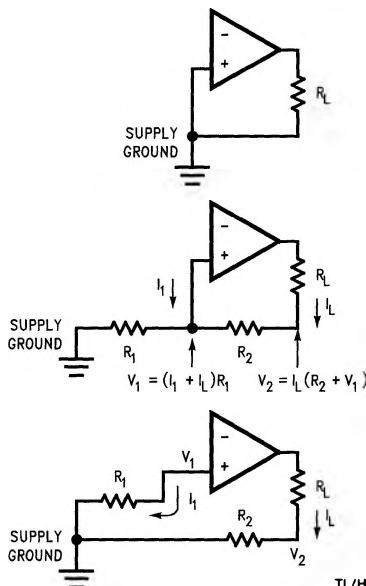 -
+
R_L
SUPPLY
GROUND
-
+
I_1
R_L
I_L
SUPPLY
GROUND
R_1
R_2
V_1 = (I_1 + I_L)R_1
V_2 = I_L(R_2 + V_1)
-
+
V_1
R_1
I_1
R_L
I_L
SUPPLY
GROUND
R_2
V_2
TL/H